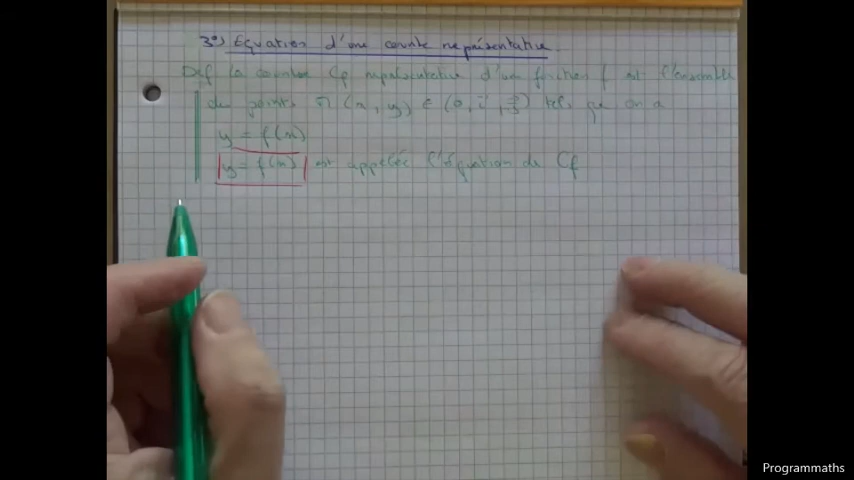 3°) Equation d'une courbe représentative.
Def La courbe Cf représentative d'une fonction f est l'ensemble
des points M (x, y) ∈ (O, i, j) tels que on a
y = f(x)
y = f(x) est appelée l'équation de Cf
Programmaths